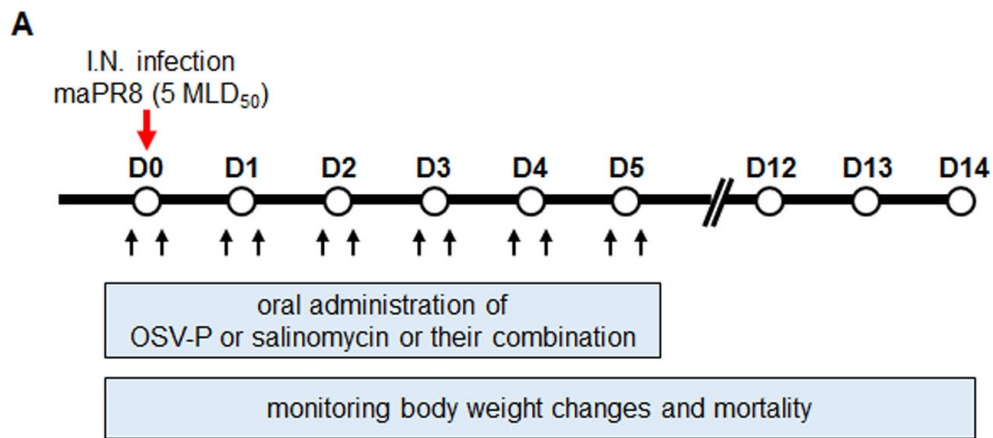 A
I.N. infection
maPR8 (5 MLD50)
D0 D1 D2 D3 D4 D5 D12 D13 D14
oral administration of
OSV-P or salinomycin or their combination
monitoring body weight changes and mortality